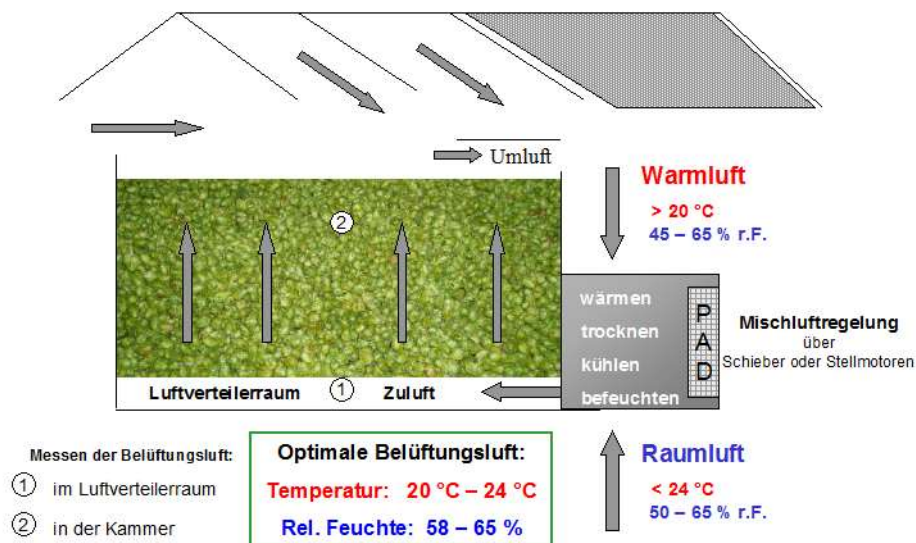 Umluft
Warmluft
> 20 °C
45 – 65 % r.F.
②
wärmen
trocknen
kühlen
befeuchten
PAD
Mischluftregelung
über
Schieber oder Stellmotoren
Luftverteilerraum ① Zuluft
Messen der Belüftungsluft:
① im Luftverteilerraum
② in der Kammer
Optimale Belüftungsluft:
Temperatur: 20 °C – 24 °C
Rel. Feuchte: 58 – 65 %
Raumluft
< 24 °C
50 – 65 % r.F.